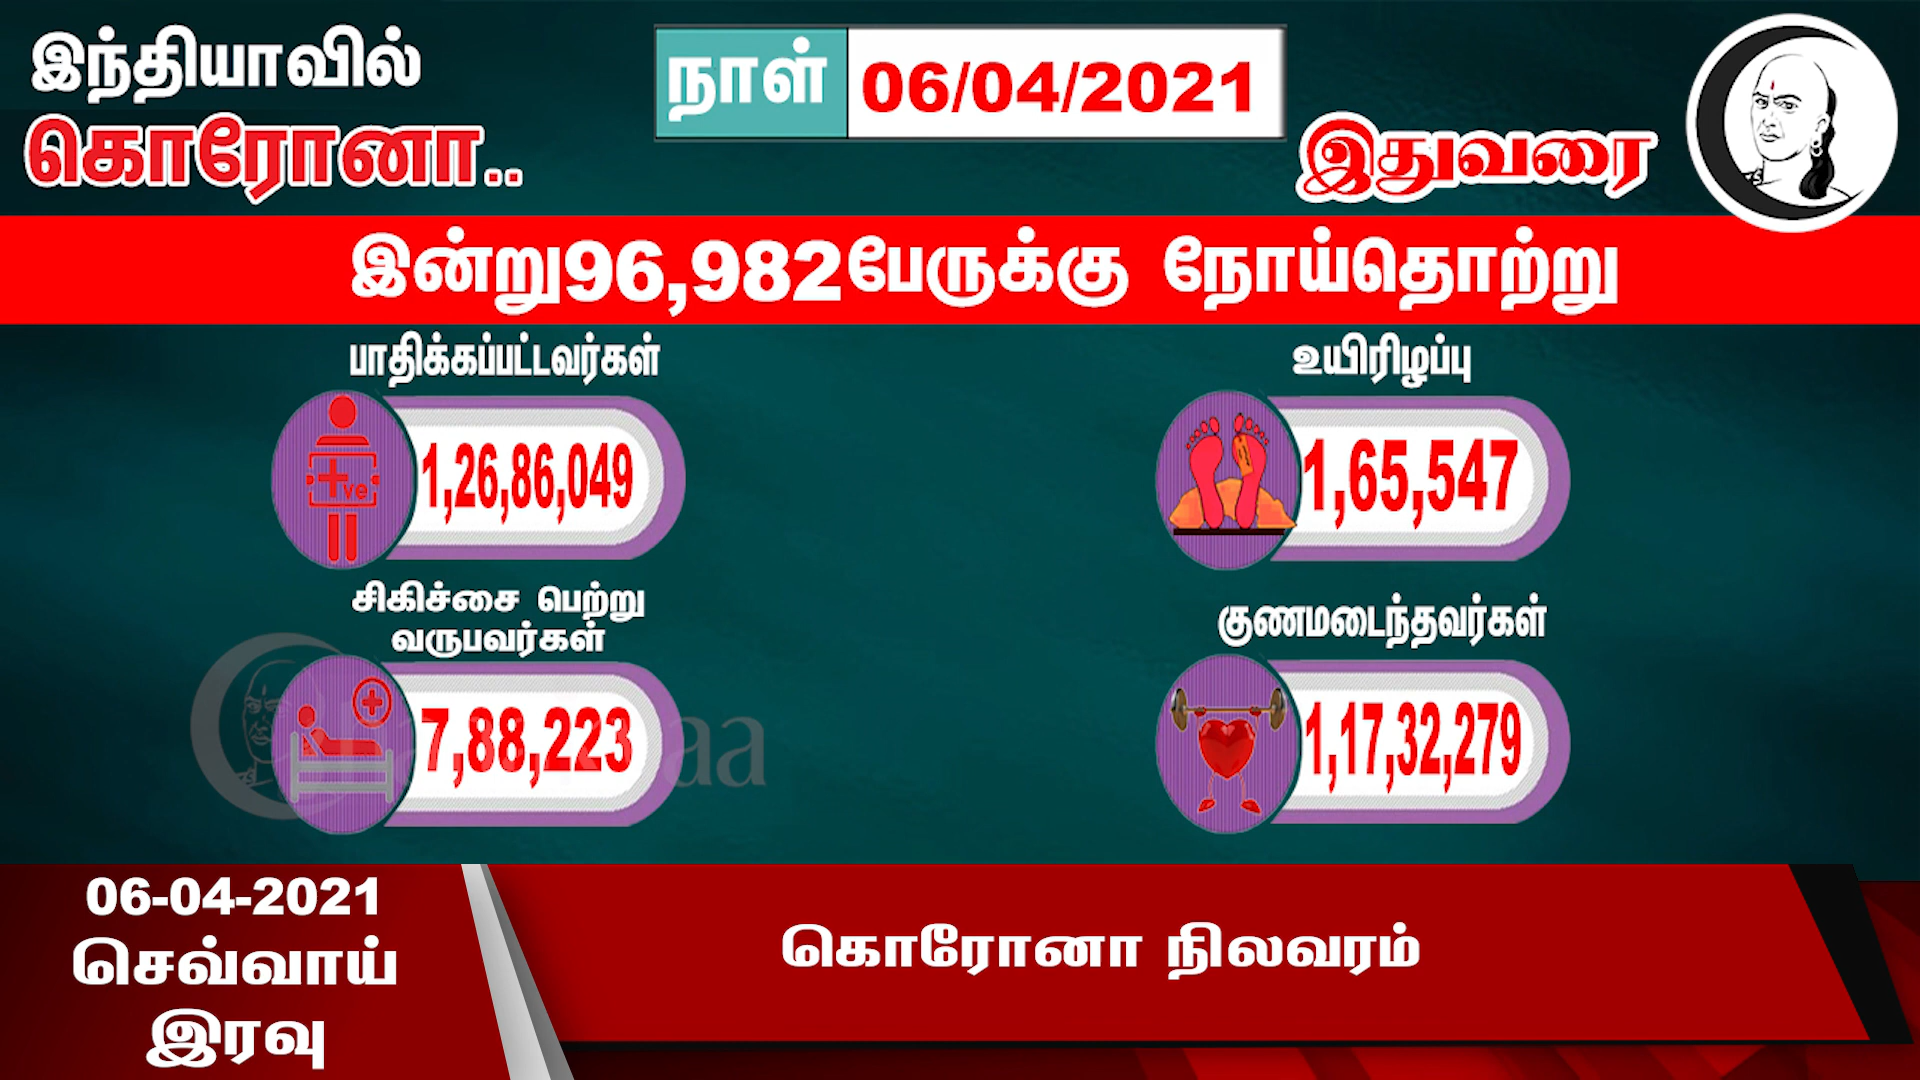 இந்தியாவில்
கொரோனா..
நாள் 06/04/2021
இதுவரை
இன்று96,982பேருக்கு நோய்தொற்று
பாதிக்கப்பட்டவர்கள்
+ve
1,26,86,049
உயிரிழப்பு
1,65,547
சிகிச்சை பெற்று
வருபவர்கள்
7,88,223
குணமடைந்தவர்கள்
1,17,32,279
06-04-2021
செவ்வாய்
இரவு
கொரோனா நிலவரம்